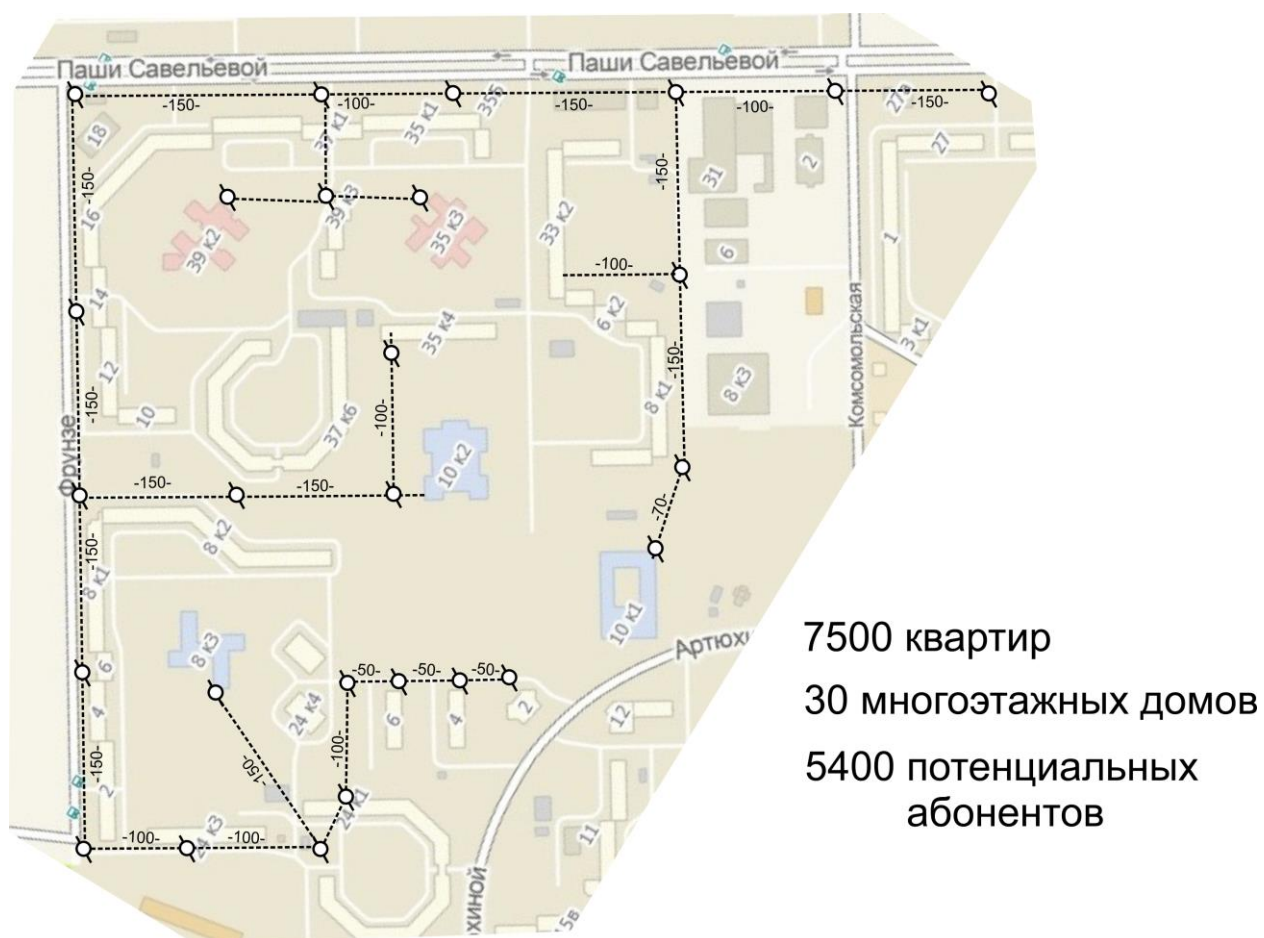 Паши Савельевой
Паши Савельевой
-150-
-100-
-150-
-100-
-150-
27а
35Б
35 к1
37 к1
18
27
31
2
-150-
-150-
16
39 к3
39 к2
35 к3
33 к2
1
6
-100-
14
6 к2
35 к4
3 к1
Комсомольская
12
-150-
-150-
8 к1
8 к3
10
37 к6
-100-
Фрунзе
10 к2
-150-
-150-
-70-
8 к2
-150-
8 к1
10 к1
Артюхи
8 к3
6
4
-50-
-50-
-50-
24 к4
6
4
2
12
-100-
-150-
-150-
2
24 к1
-100-
-100-
24 к3
11
хиной
15в
7500 квартир
30 многоэтажных домов
5400 потенциальных
абонентов